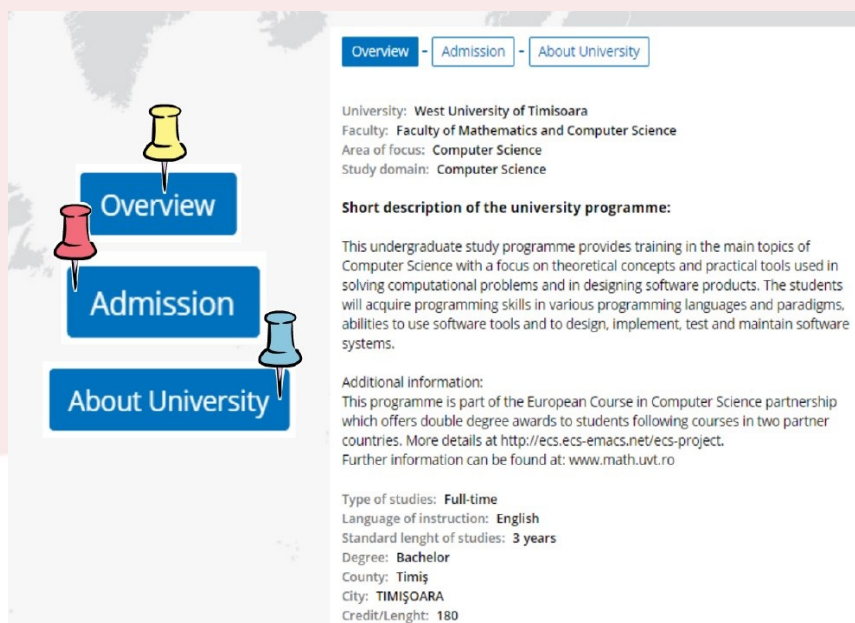 Overview
Admission
About University
Overview - Admission - About University
University: West University of Timisoara
Faculty: Faculty of Mathematics and Computer Science
Area of focus: Computer Science
Study domain: Computer Science
Short description of the university programme:
This undergraduate study programme provides training in the main topics of
Computer Science with a focus on theoretical concepts and practical tools used in
solving computational problems and in designing software products. The students
will acquire programming skills in various programming languages and paradigms,
abilities to use software tools and to design, implement, test and maintain software
systems.
Additional information:
This programme is part of the European Course in Computer Science partnership
which offers double degree awards to students following courses in two partner
countries. More details at http://ecs.ecs-emacs.net/ecs-project.
Further information can be found at: www.math.uvt.ro
Type of studies: Full-time
Language of instruction: English
Standard lenght of studies: 3 years
Degree: Bachelor
County: Timiş
City: TIMIŞOARA
Credit/Lenght: 180